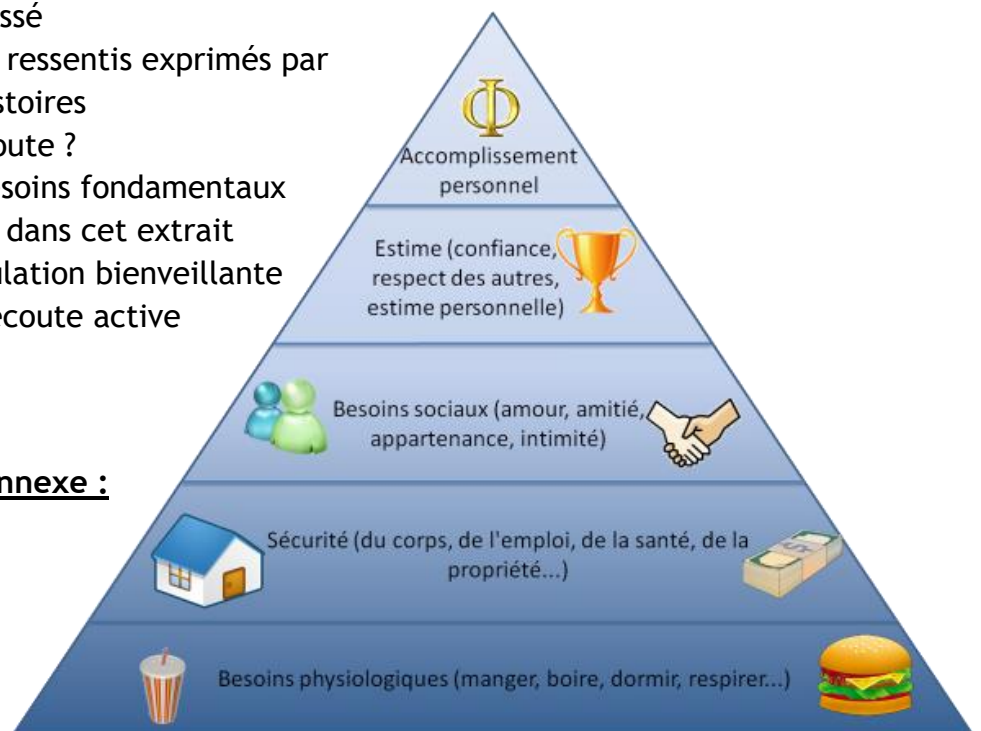 ressentis exprimés par
stoires
oute ?
soins fondamentaux
dans cet extrait
ulation bienveillante
écoute active
nnexe :
Φ
Accomplissement
personnel
Estime (confiance,
respect des autres,
estime personnelle)
Besoins sociaux (amour, amitié,
appartenance, intimité)
Sécurité (du corps, de l'emploi, de la santé, de la
propriété...)
Besoins physiologiques (manger, boire, dormir, respirer...)